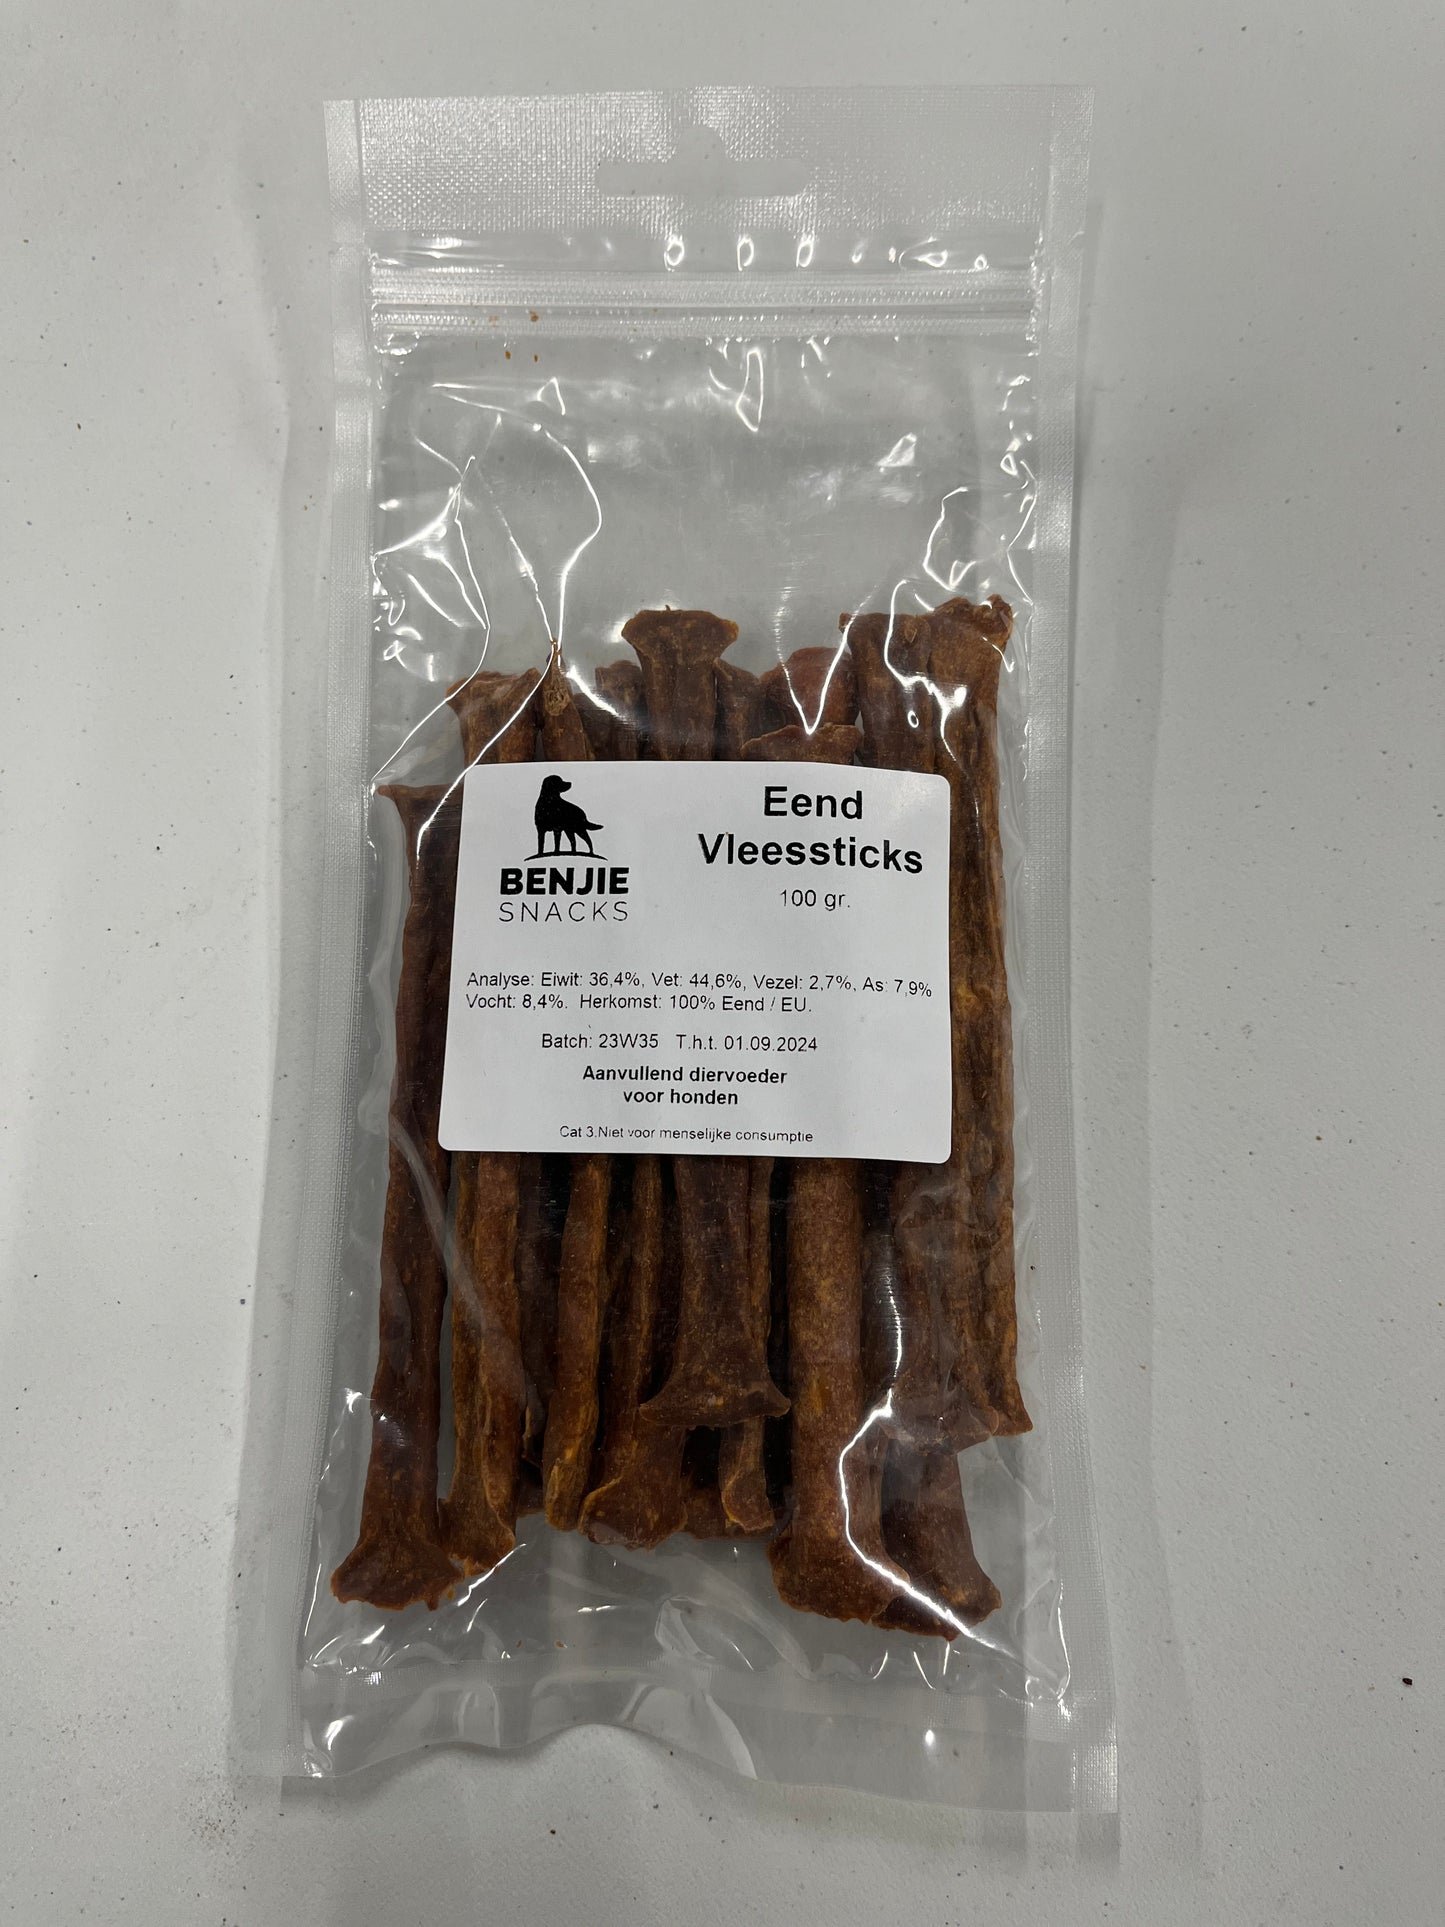 BENJIE
SNACKS
Eend
Vleessticks
100 gr.
Analyse: Eiwit: 36,4%, Vet: 44,6%, Vezel: 2,7%, As: 7,9%
Vocht: 8,4%. Herkomst: 100% Eend / EU.
Batch: 23W35 T.h.t. 01.09.2024
Aanvullend diervoeder
voor honden
Cat 3.Niet voor menselijke consumptie